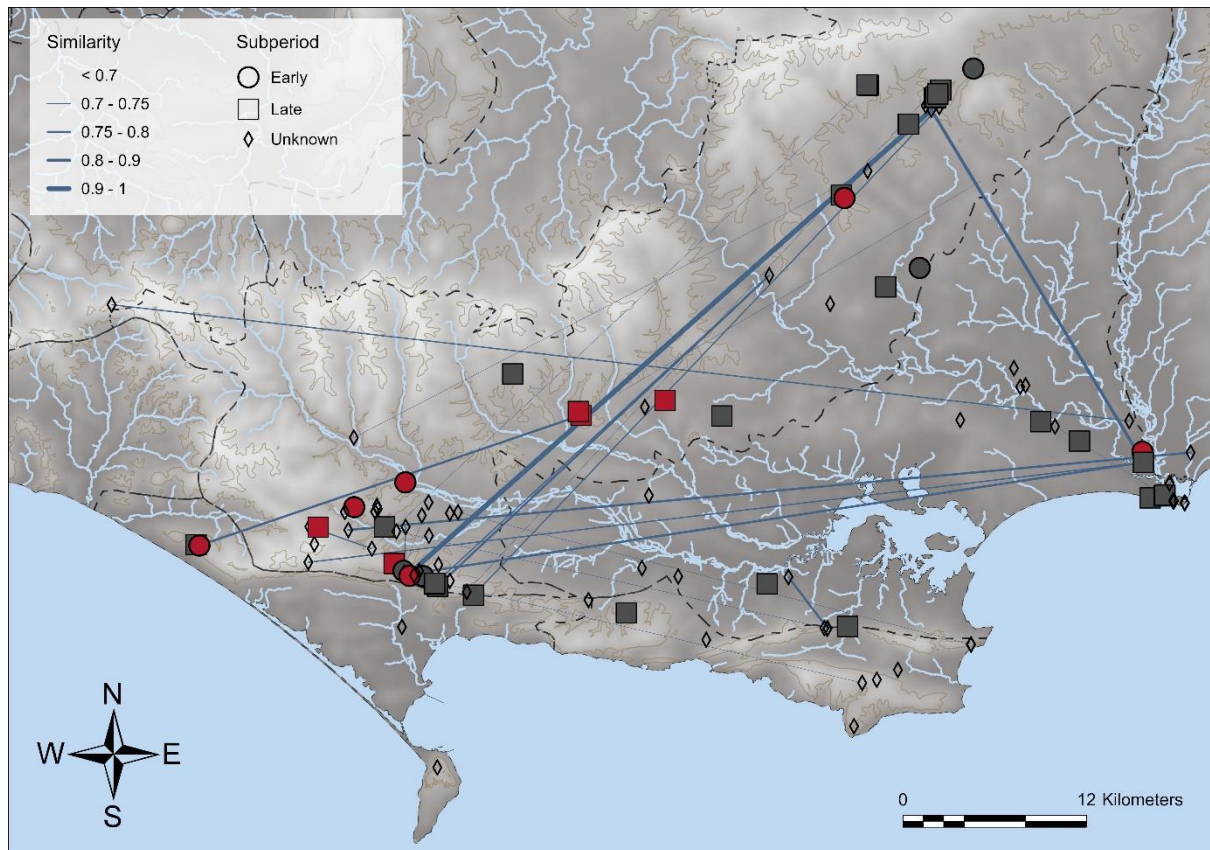 Similarity
< 0.7
0.7 - 0.75
0.75 - 0.8
0.8 - 0.9
0.9 - 1
Subperiod
Early
Late
Unknown
N
W E
S
0 12 Kilometers